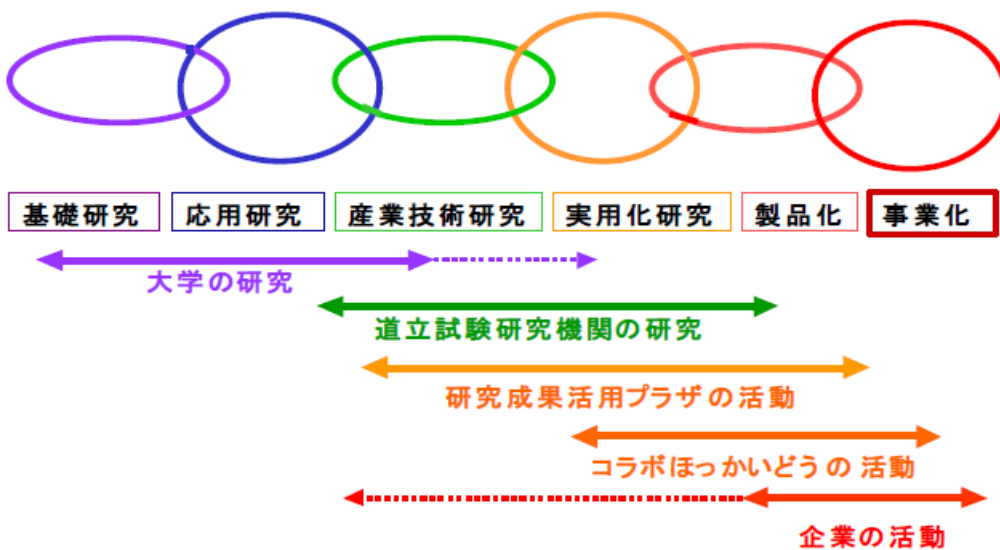 基礎研究 応用研究 産業技術研究 実用化研究 製品化 事業化
大学の研究
道立試験研究機関の研究
研究成果活用プラザの活動
コラボほっかいどうの 活動
企業の活動